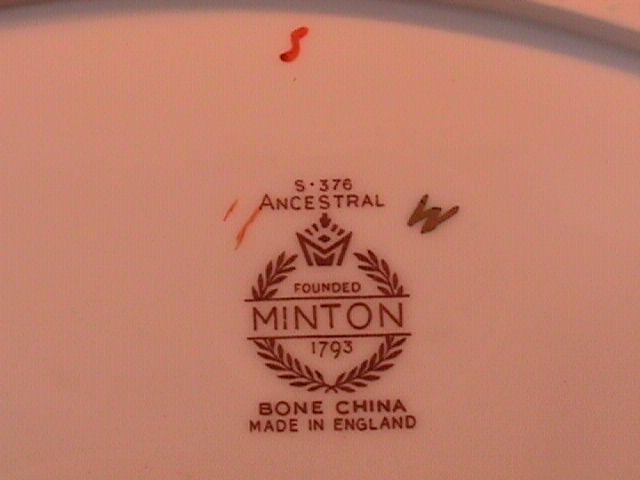 S
S·376
ANCESTRAL
W
M
FOUNDED
MINTON
1793
BONE CHINA
MADE IN ENGLAND